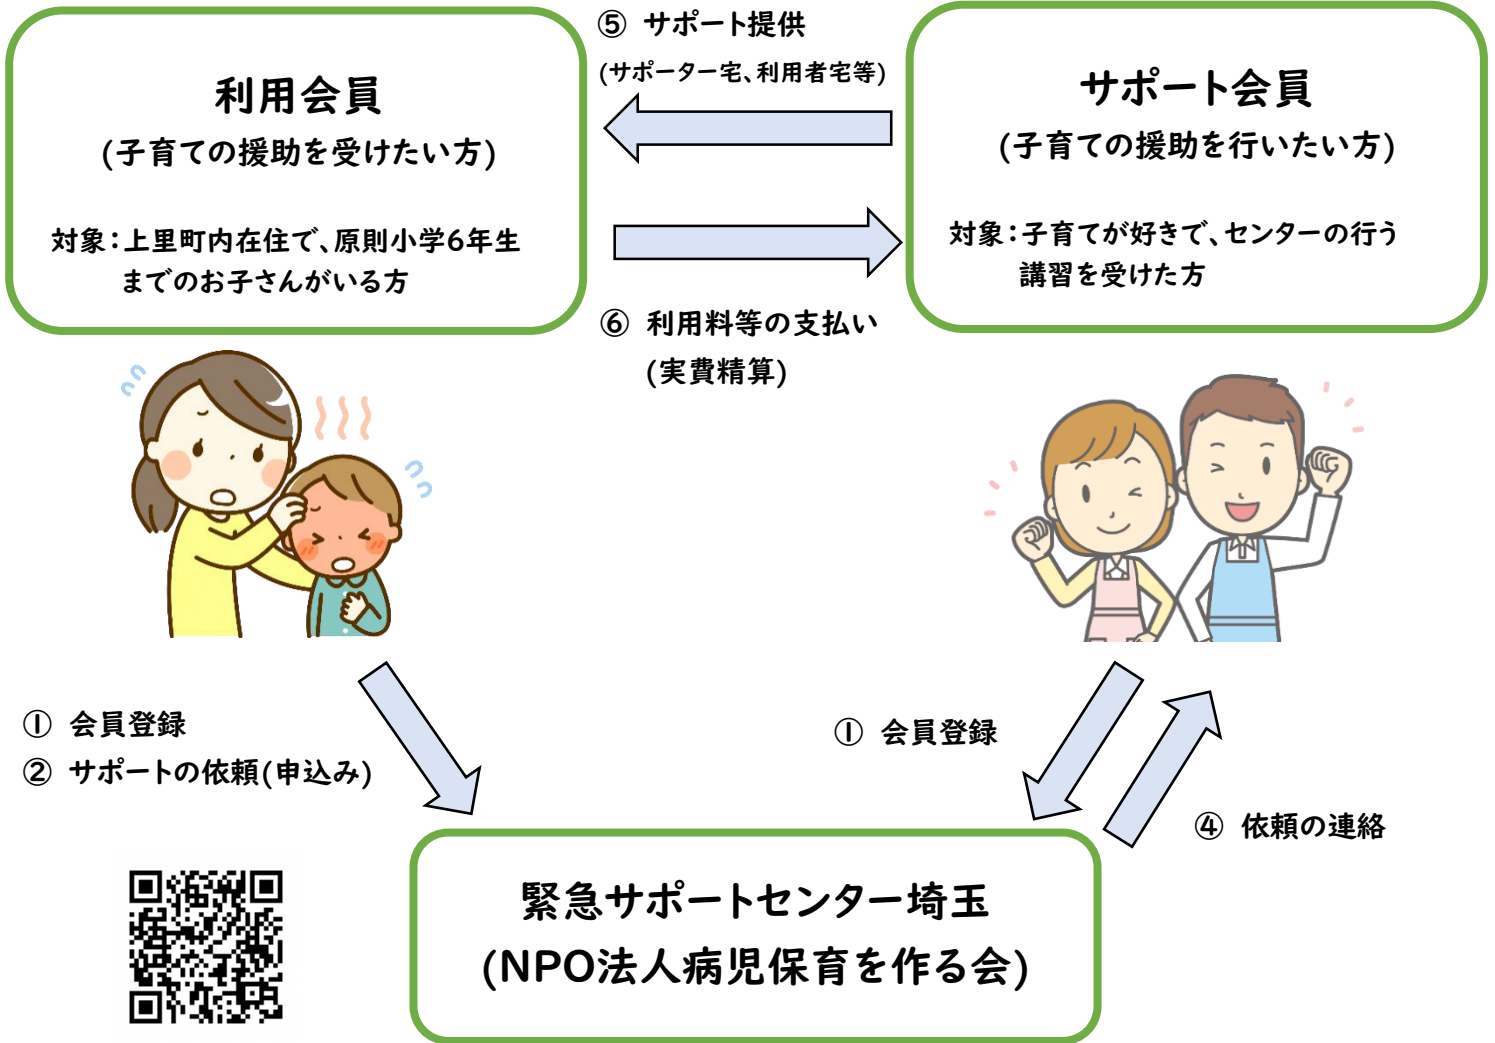 利用会員
(子育ての援助を受けたい方)
対象：上里町内在住で、原則小学6年生
までのお子さんがいる方
⑤ サポート提供
(サポーター宅、利用者宅等)
⑥ 利用料等の支払い
(実費精算)
サポート会員
(子育ての援助を行いたい方)
対象：子育てが好きで、センターの行う
講習を受けた方
① 会員登録
② サポートの依頼(申込み)
① 会員登録
④ 依頼の連絡
緊急サポートセンター埼玉
(NPO法人病児保育を作る会)